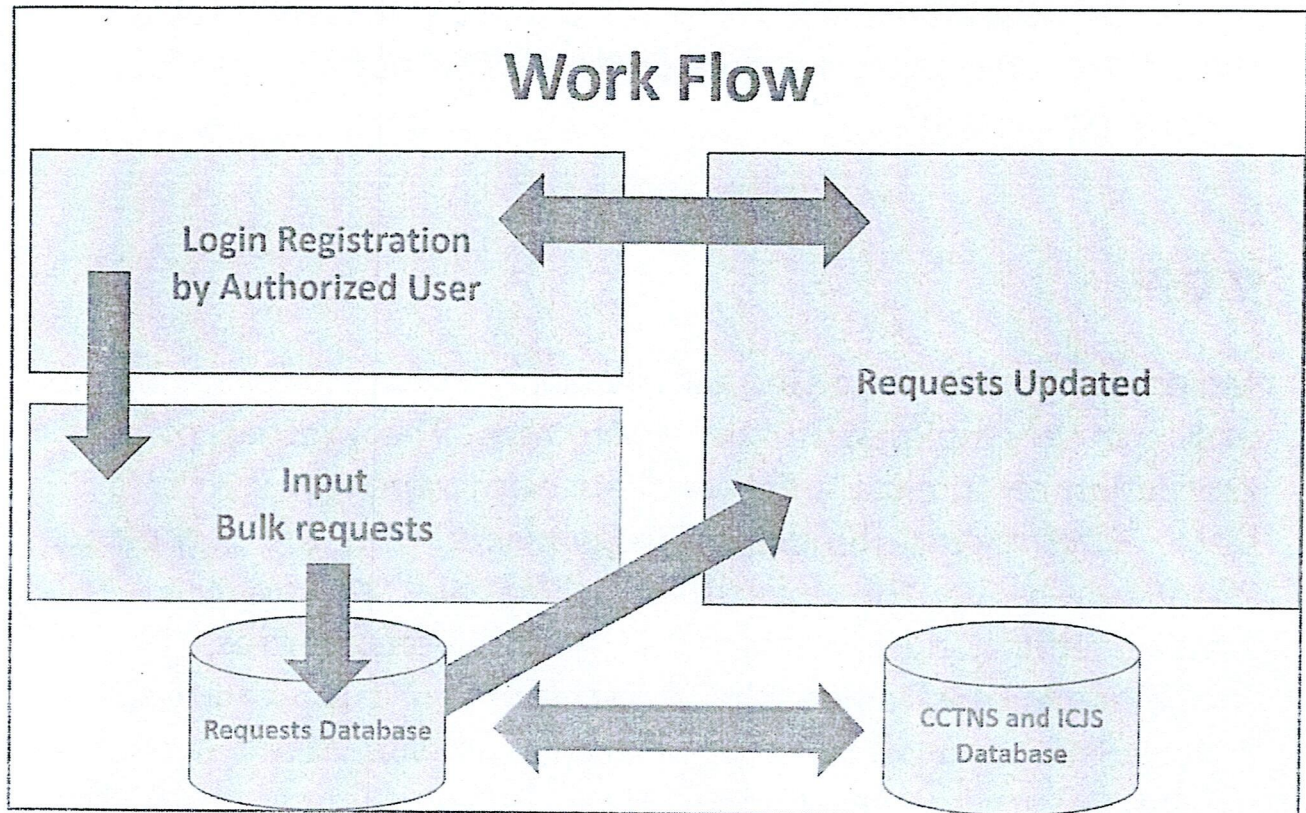 Work Flow
Login Registration
by Authorized User
Requests Updated
Input
Bulk requests
Requests Database
CCTNS and ICJS
Database